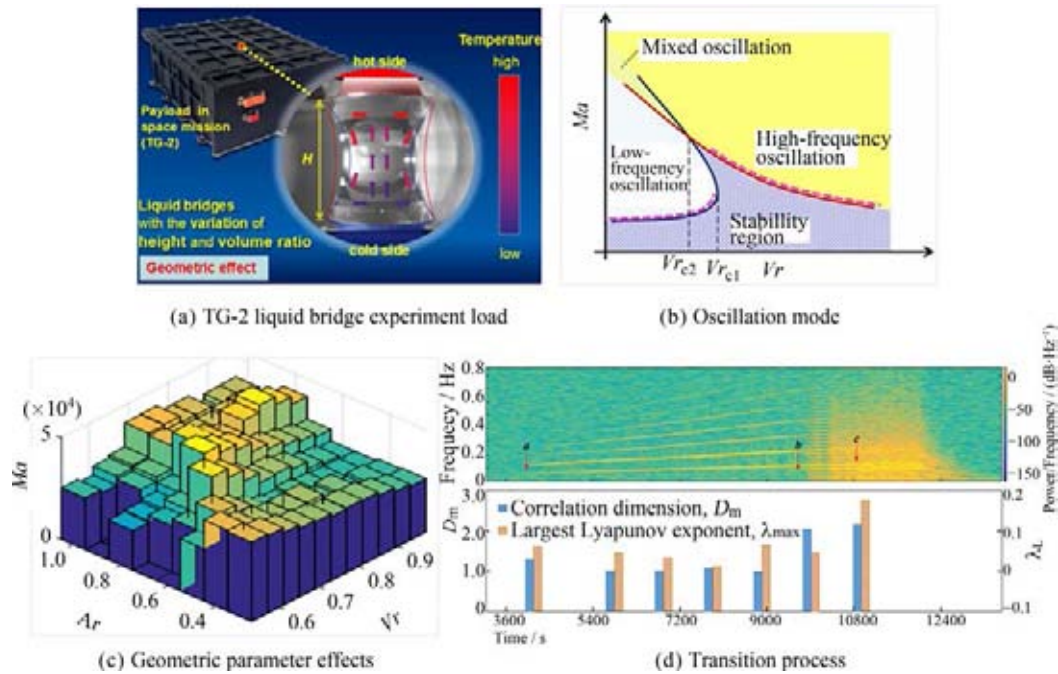 Temperature
high
hot side
Payload in
space mission
(TG-2)
H
Liquid bridges
with the variation of
height and volume ratio
cold side
low
Geometric effect
(a) TG-2 liquid bridge experiment load
Mixed oscillation
Ma
High-frequency
oscillation
Low-
frequency
oscillation
Stabillity
region
Vrc2 Vrc1 Vr
(b) Oscillation mode
(×10⁴)
5
Ma
0
1.0
0.8
0.6
0.4
Ar
0.9
0.8
0.7
0.6
Vr
(c) Geometric parameter effects
0.8
0.6
0.4
0.2
0
Frequecy / Hz
a b c
0
−50
−100
−150
Power/Frequency / (dB·Hz⁻¹)
3.0
2.0
1.0
0
Dm
Correlation dimension, Dm
Largest Lyapunov exponent, λmax
0.2
0.1
0
−0.1
λL
3600 5400 7200 9000 10800 12400
Time / s
(d) Transition process